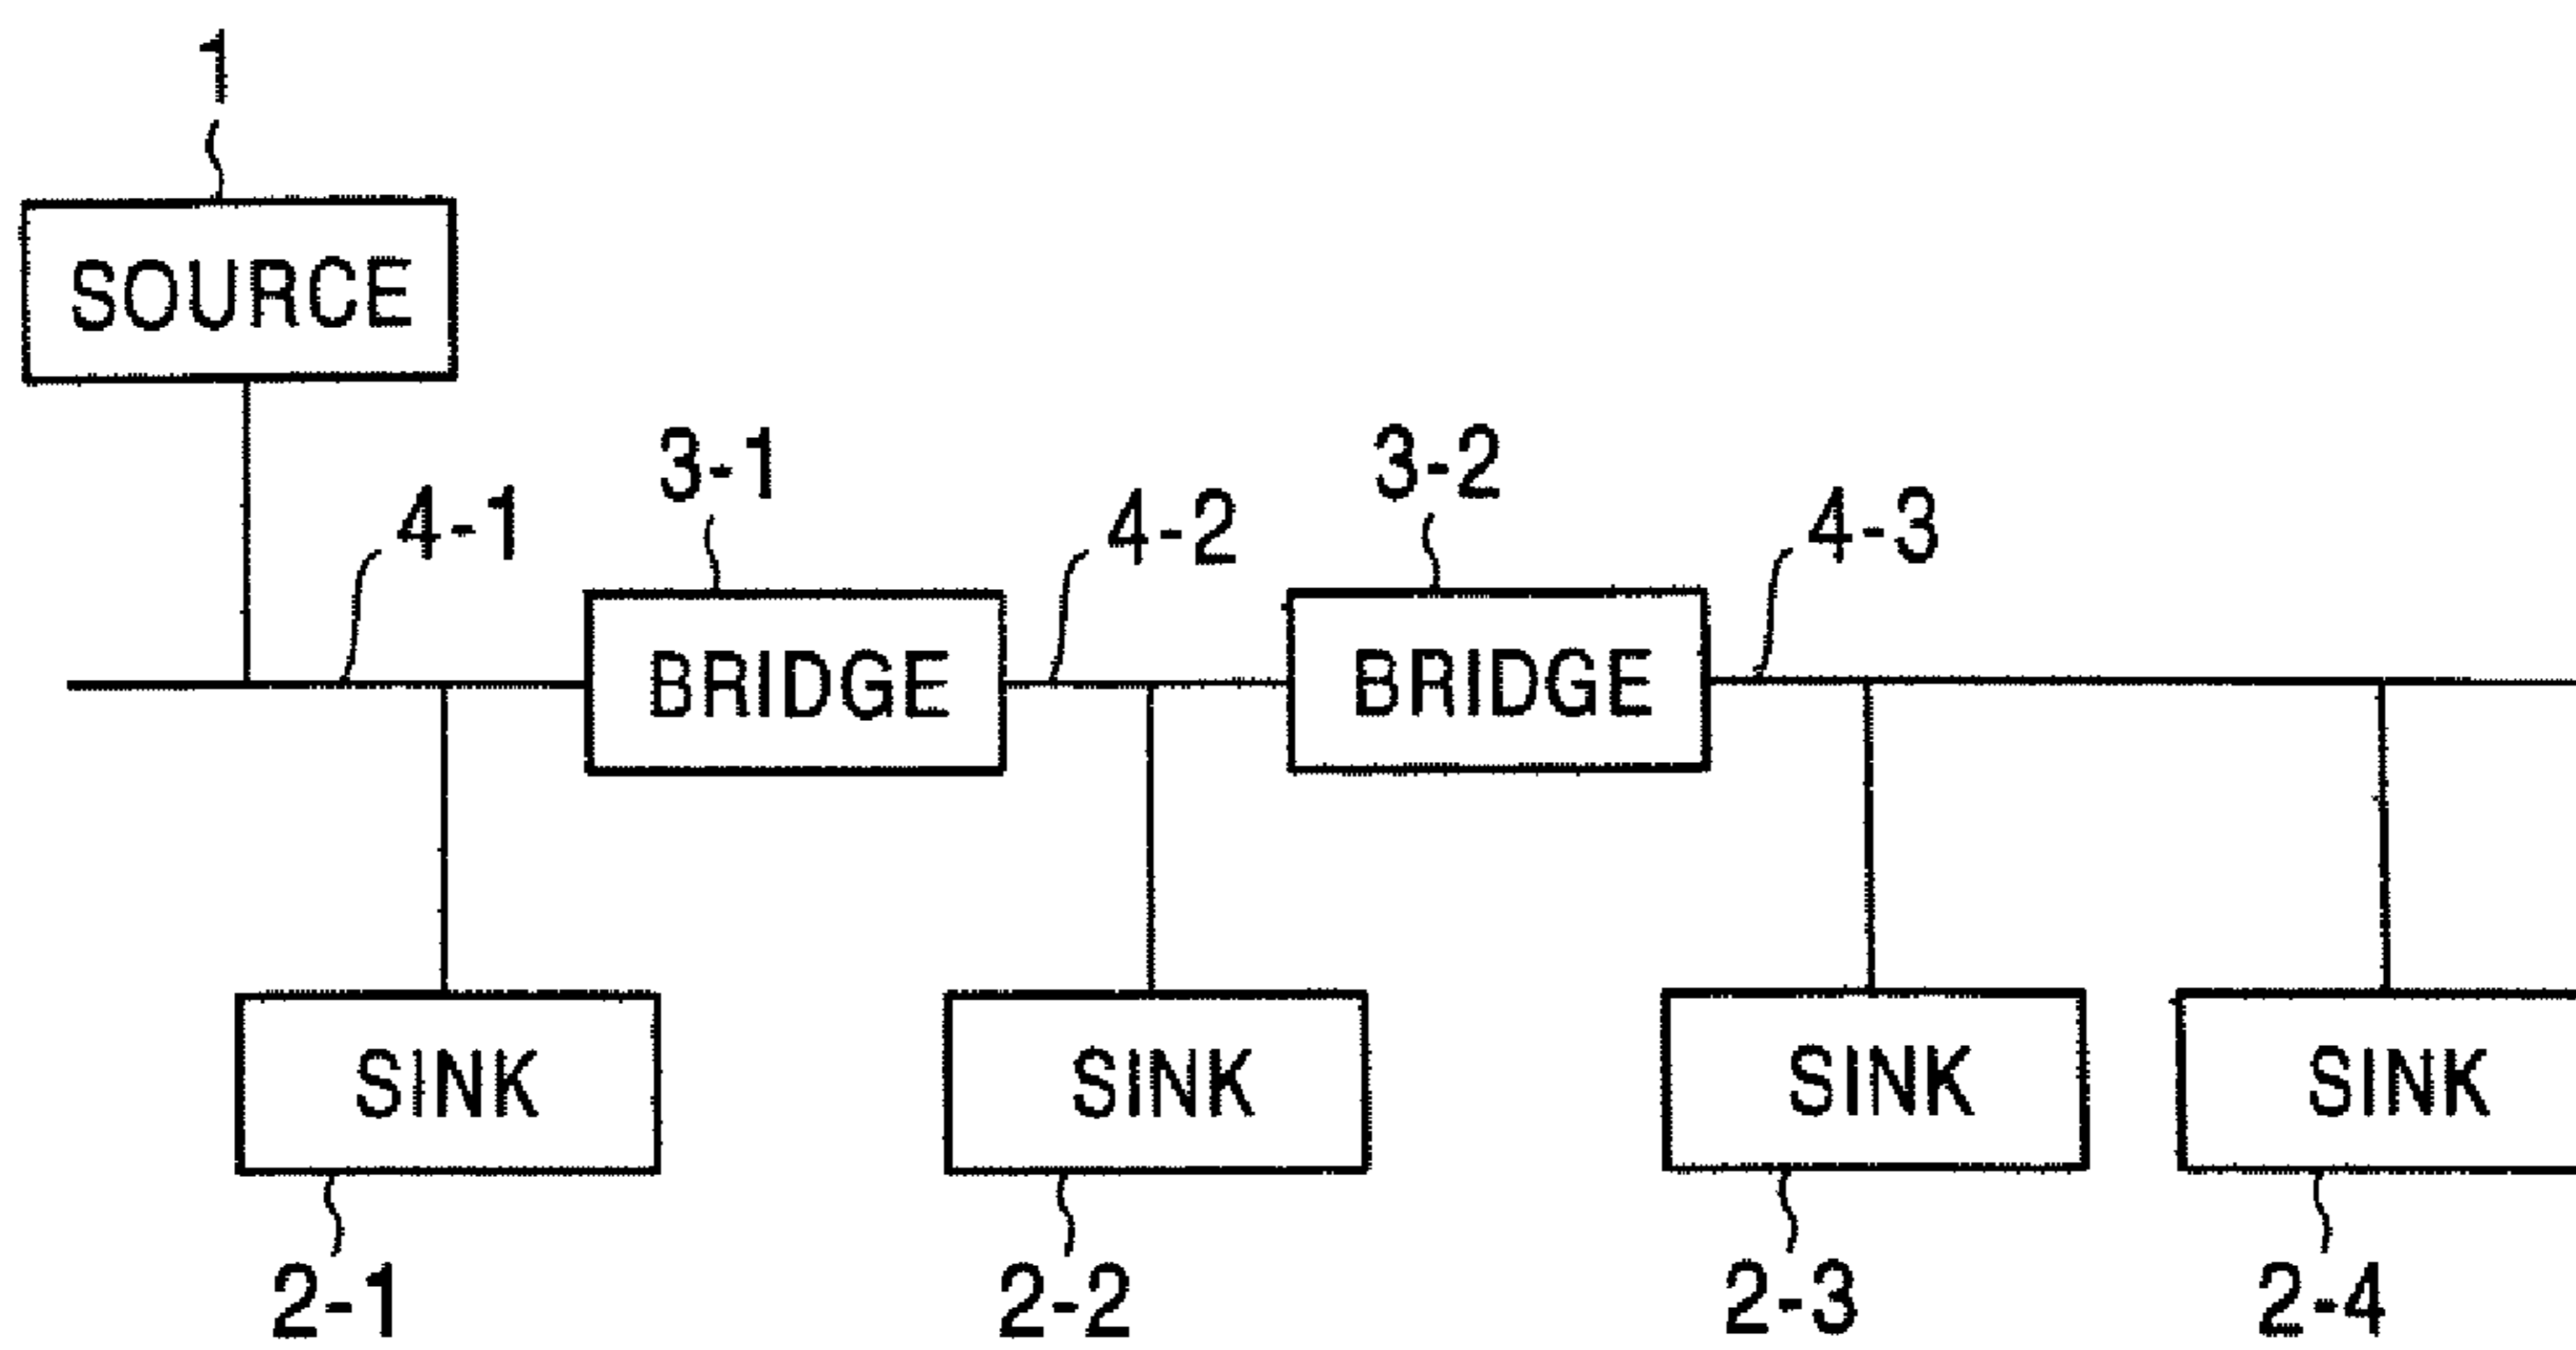 1
SOURCE
3-1
3-2
4-1
4-2
4-3
BRIDGE
BRIDGE
SINK
SINK
SINK
SINK
2-1
2-2
2-3
2-4